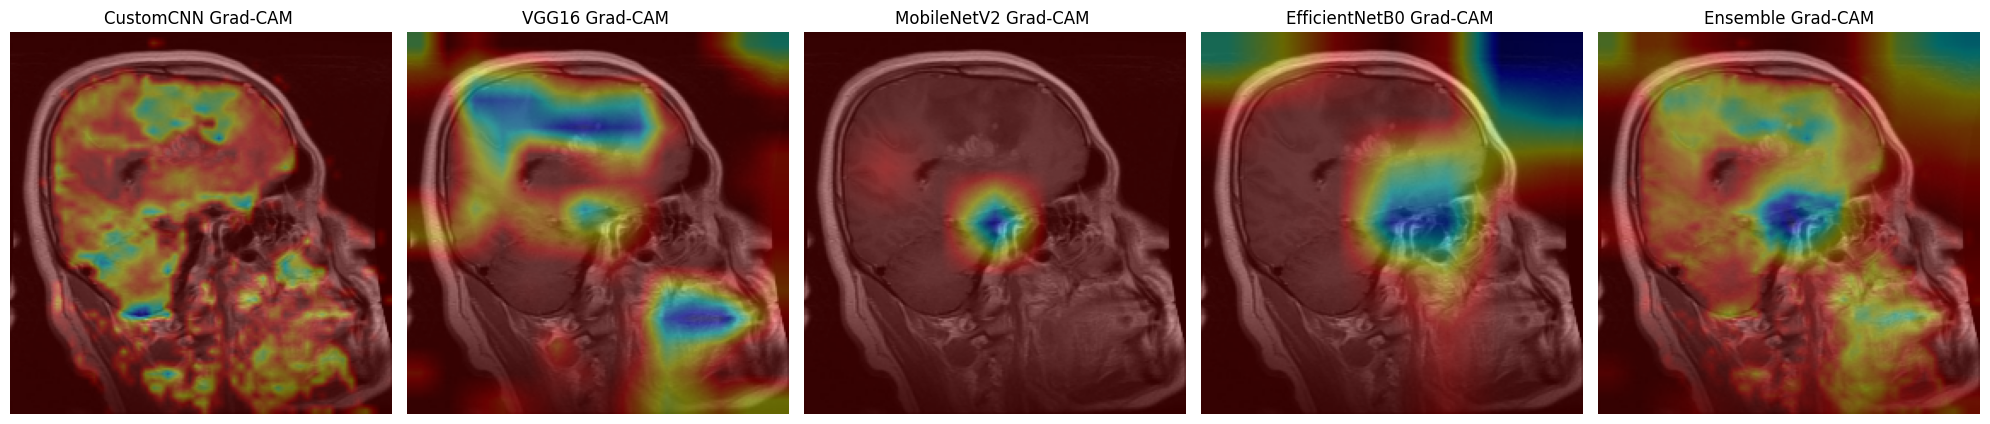 CustomCNN Grad-CAM
VGG16 Grad-CAM
MobileNetV2 Grad-CAM
EfficientNetB0 Grad-CAM
Ensemble Grad-CAM